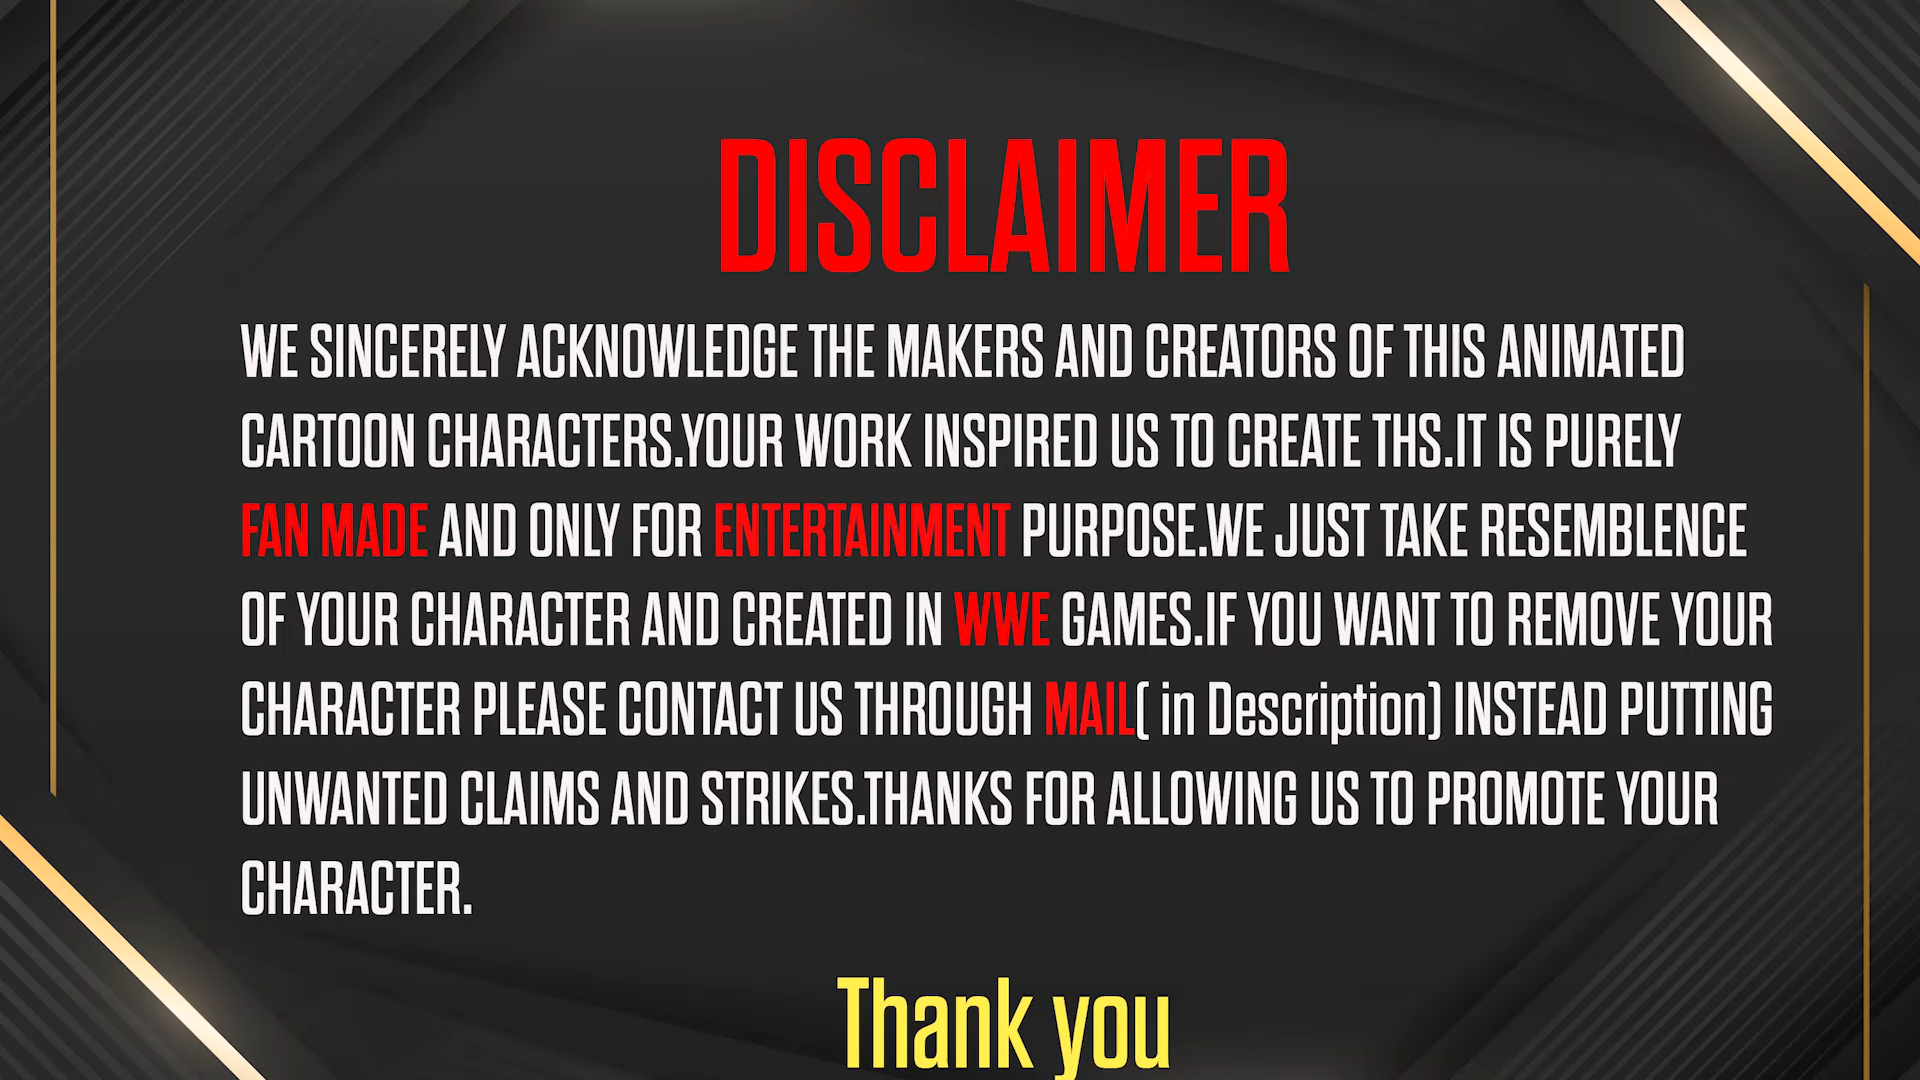 DISCLAIMER
WE SINCERELY ACKNOWLEDGE THE MAKERS AND CREATORS OF THIS ANIMATED
CARTOON CHARACTERS.YOUR WORK INSPIRED US TO CREATE THS.IT IS PURELY
FAN MADE AND ONLY FOR ENTERTAINMENT PURPOSE.WE JUST TAKE RESEMBLENCE
OF YOUR CHARACTER AND CREATED IN WWE GAMES.IF YOU WANT TO REMOVE YOUR
CHARACTER PLEASE CONTACT US THROUGH MAIL( in Description) INSTEAD PUTTING
UNWANTED CLAIMS AND STRIKES.THANKS FOR ALLOWING US TO PROMOTE YOUR
CHARACTER.
Thank you